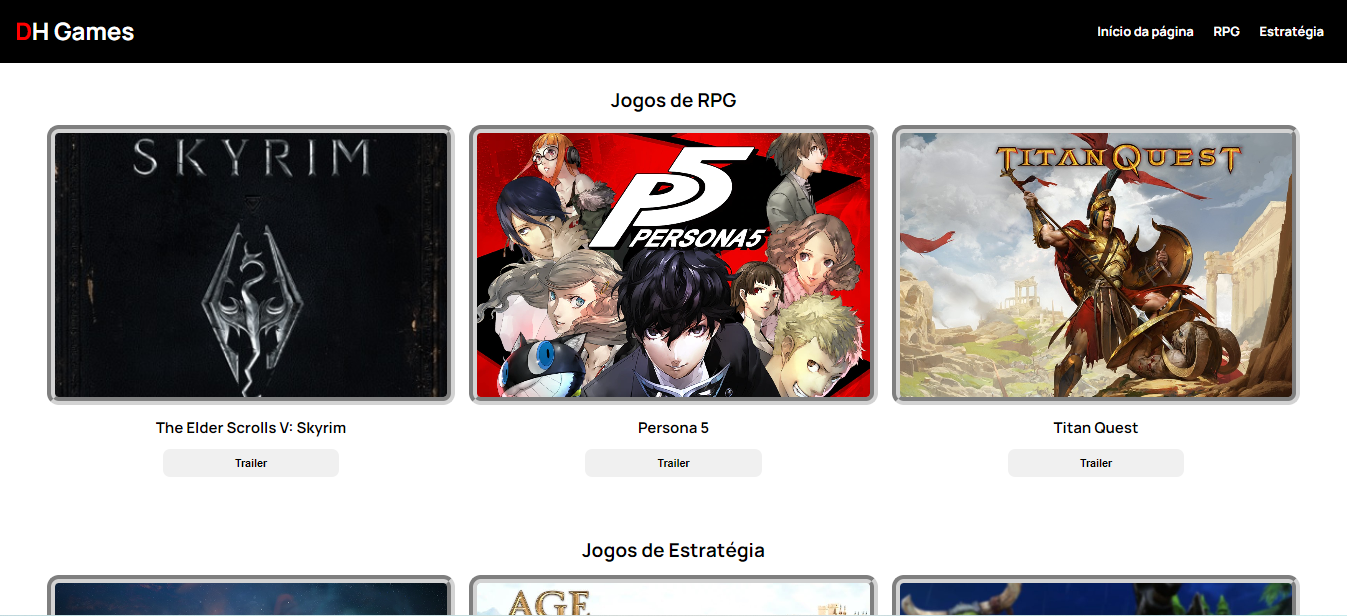 DH Games
Início da página RPG Estratégia
Jogos de RPG
SKYRIM
P5
PERSONA5
TITAN QUEST
The Elder Scrolls V: Skyrim
Persona 5
Titan Quest
Trailer
Trailer
Trailer
Jogos de Estratégia
AGE